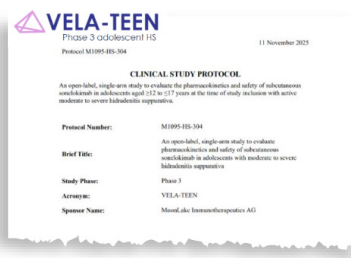 VELA-TEEN
Phase 3 adolescent HS
11 November 2025
Protocol M1095-HS-304
CLINICAL STUDY PROTOCOL
An open-label, single-arm study to evaluate the pharmacokinetics and safety of subcutaneous
sonelokimab in adolescents aged ≥12 to ≤17 years at the time of study inclusion with active
moderate to severe hidradenitis suppurativa.
Protocol Number: M1095-HS-304
Brief Title: An open-label, single-arm study to evaluate
pharmacokinetics and safety of subcutaneous
sonelokimab in adolescents with moderate to severe
hidradenitis suppurativa
Study Phase: Phase 3
Acronym: VELA-TEEN
Sponsor Name: MoonLake Immunotherapeutics AG